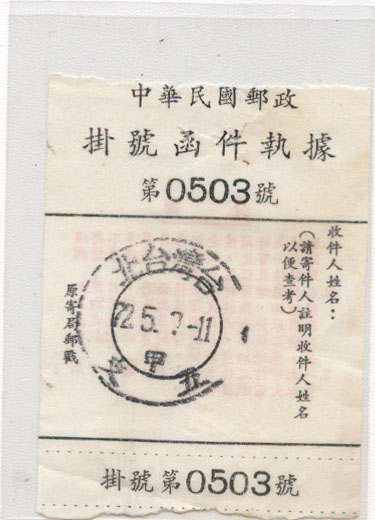 中華民國郵政
掛號函件執據
第0503號
收件人姓名：
（請寄件人註明收件人姓名
以便查考）
原寄局郵戳
台灣台北
72.5.7-11
甲
掛號第0503號